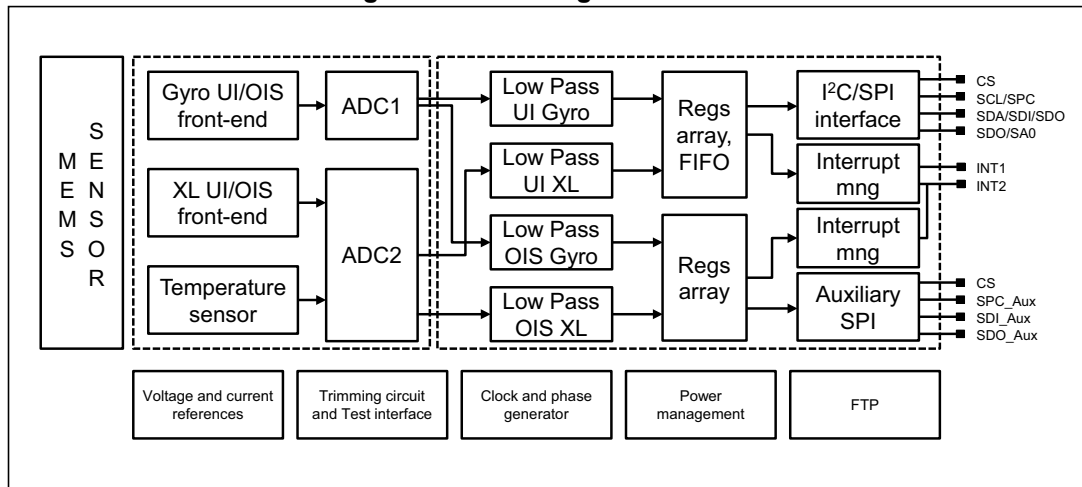 MEMS
SENSOR
Gyro UI/OIS
front-end
XL UI/OIS
front-end
Temperature
sensor
ADC1
ADC2
Low Pass
UI Gyro
Low Pass
UI XL
Low Pass
OIS Gyro
Low Pass
OIS XL
Regs
array,
FIFO
Regs
array
I²C/SPI
interface
Interrupt
mng
Interrupt
mng
Auxiliary
SPI
CS
SCL/SPC
SDA/SDI/SDO
SDO/SA0
INT1
INT2
CS
SPC_Aux
SDI_Aux
SDO_Aux
Voltage and current
references
Trimming circuit
and Test interface
Clock and phase
generator
Power
management
FTP